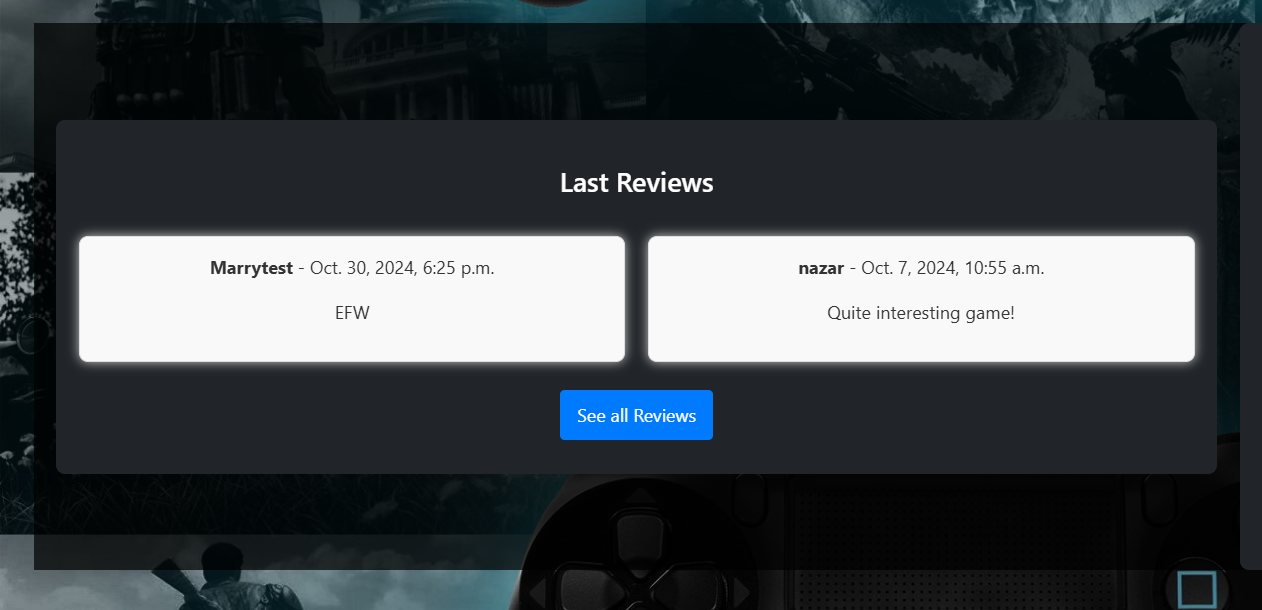 Last Reviews
Marrytest - Oct. 30, 2024, 6:25 p.m.
EFW
nazar - Oct. 7, 2024, 10:55 a.m.
Quite interesting game!
See all Reviews